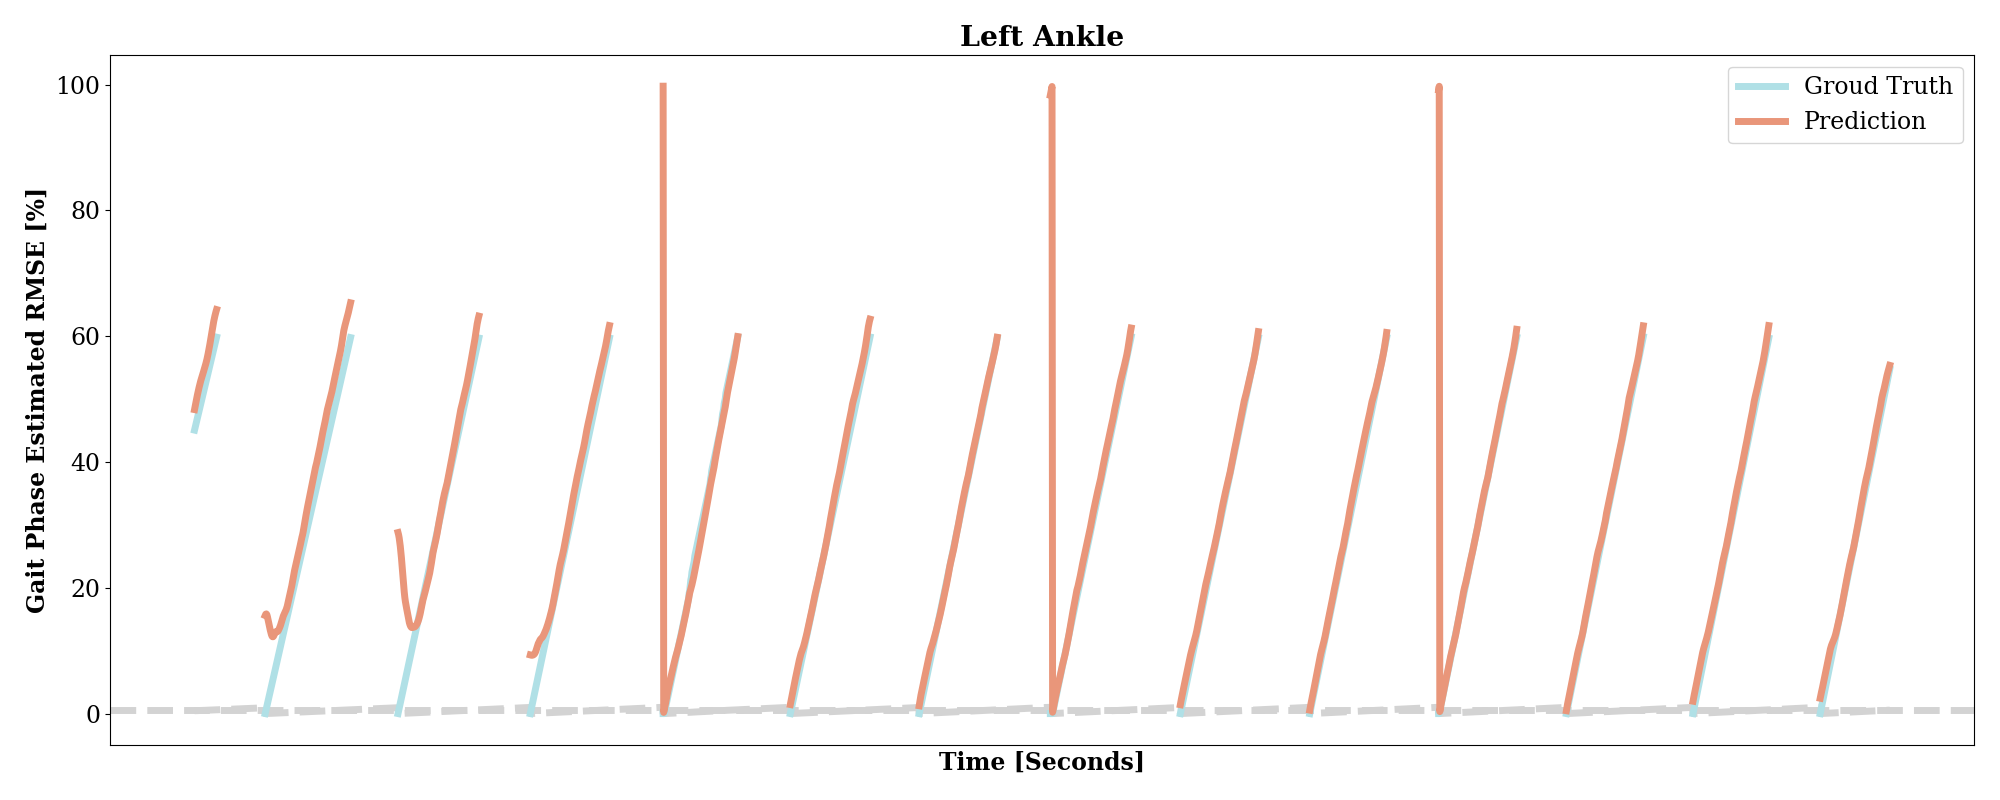 Left Ankle
Groud Truth
Prediction
Gait Phase Estimated RMSE [%]
100
80
60
40
20
0
Time [Seconds]